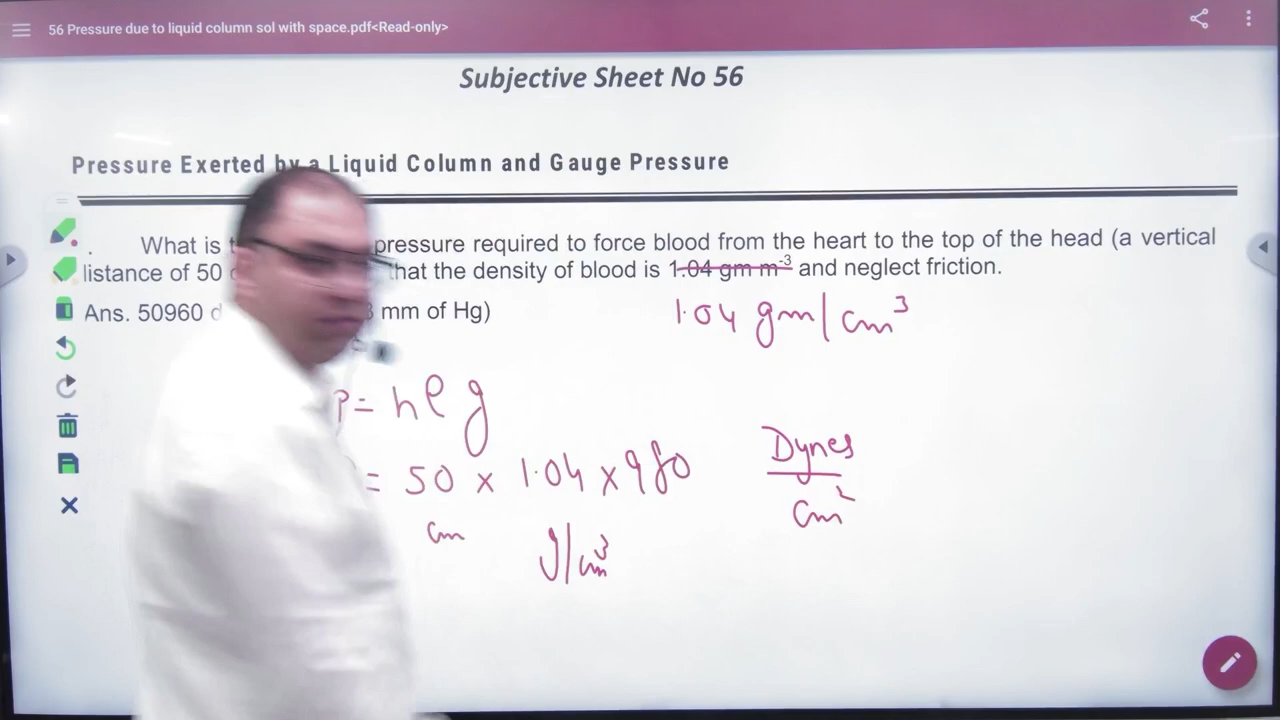 56 Pressure due to liquid column sol with space.pdf<Read-only>
Subjective Sheet No 56
Pressure Exerted by a Liquid Column and Gauge Pressure
. What is pressure required to force blood from the heart to the top of the head (a vertical
listance of 50 that the density of blood is 1.04 gm m-3 and neglect friction.
Ans. 50960 d mm of Hg)
1.04 gm/cm3
P = hρg
= 50 x 1.04 x 980 Dynes
cm g/cm3 cm2